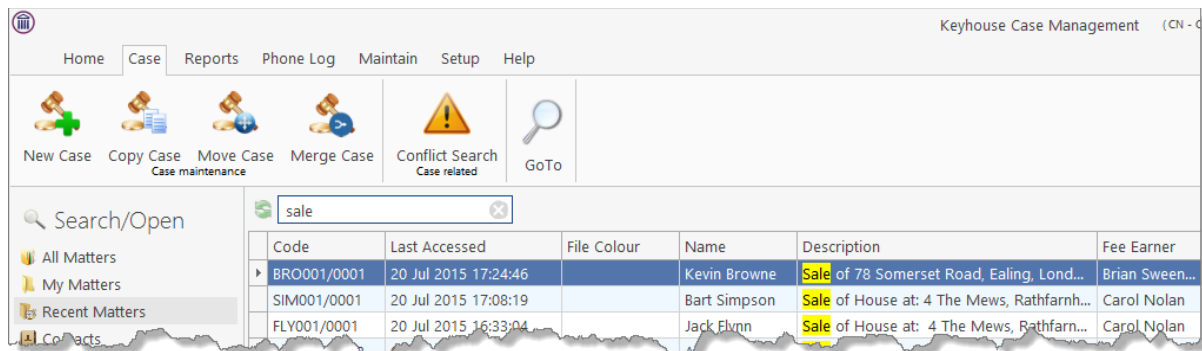 Keyhouse Case Management (CN - C
Home Case Reports Phone Log Maintain Setup Help
New Case Copy Case Move Case Merge Case Conflict Search GoTo
Case maintenance Case related
Search/Open
sale
All Matters
My Matters
Recent Matters
Contacts
Code Last Accessed File Colour Name Description Fee Earner
BRO001/0001 20 Jul 2015 17:24:46 Kevin Browne Sale of 78 Somerset Road, Ealing, Lond... Brian Sween...
SIM001/0001 20 Jul 2015 17:08:19 Bart Simpson Sale of House at: 4 The Mews, Rathfarnh... Carol Nolan
FLY001/0001 20 Jul 2015 16:33:04 Jack Flynn Sale of House at: 4 The Mews, Rathfarn... Carol Nolan